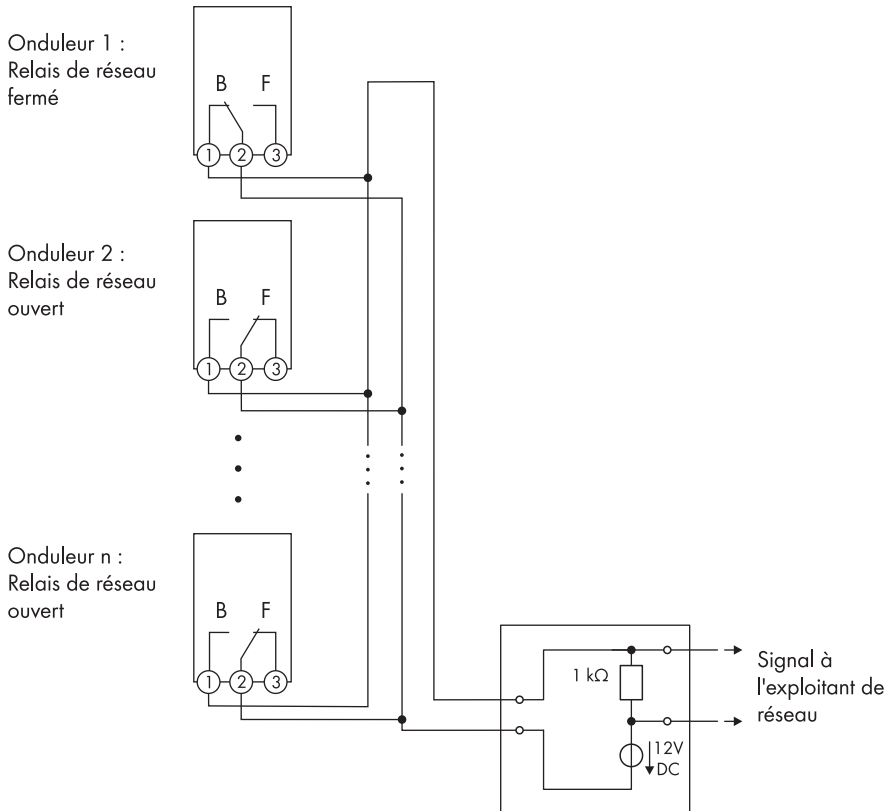 Onduleur 1 :
Relais de réseau
fermé
B F
1 2 3
Onduleur 2 :
Relais de réseau
ouvert
B F
1 2 3
Onduleur n :
Relais de réseau
ouvert
B F
1 2 3
1 kΩ
12V
DC
Signal à
l'exploitant de
réseau